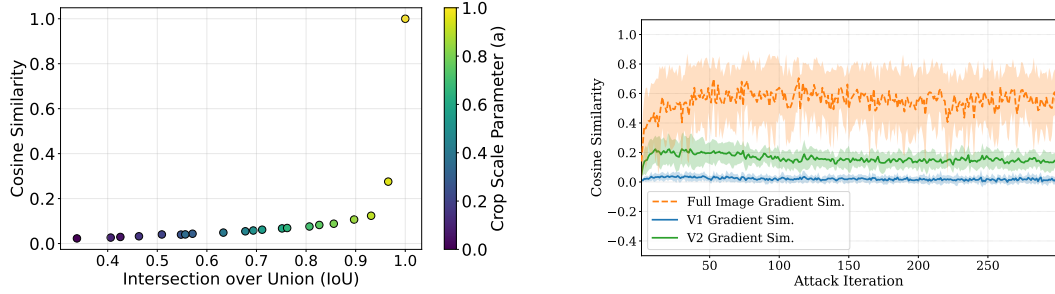 1.0
0.8
0.6
0.4
0.2
0.0
Cosine Similarity
0.4 0.5 0.6 0.7 0.8 0.9 1.0
Intersection over Union (IoU)
1.0
0.8
0.6
0.4
0.2
0.0
Crop Scale Parameter (a)
1.0
0.8
0.6
0.4
0.2
0.0
−0.2
−0.4
Cosine Similarity
Full Image Gradient Sim.
V1 Gradient Sim.
V2 Gradient Sim.
50 100 150 200 250
Attack Iteration